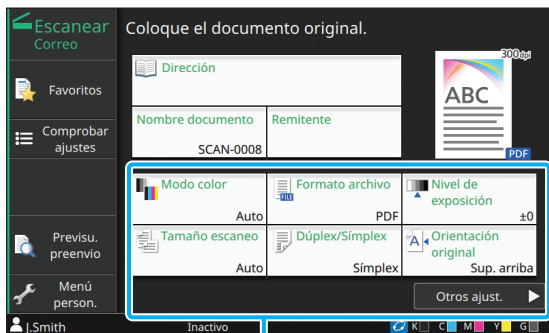 Escanear
Correo
Coloque el documento original.
300dpi
Favoritos
Dirección
ABC
Comprobar
ajustes
Nombre documento
Remitente
SCAN-0008
PDF
Modo color
Auto
Formato archivo
FILE
PDF
Nivel de
exposición
±0
Tamaño escaneo
Auto
Dúplex/Símplex
Símplex
A
Orientación
original
Sup. arriba
Previsu.
preenvio
Menú
person.
Otros ajust.
J.Smith
Inactivo
K C M Y G